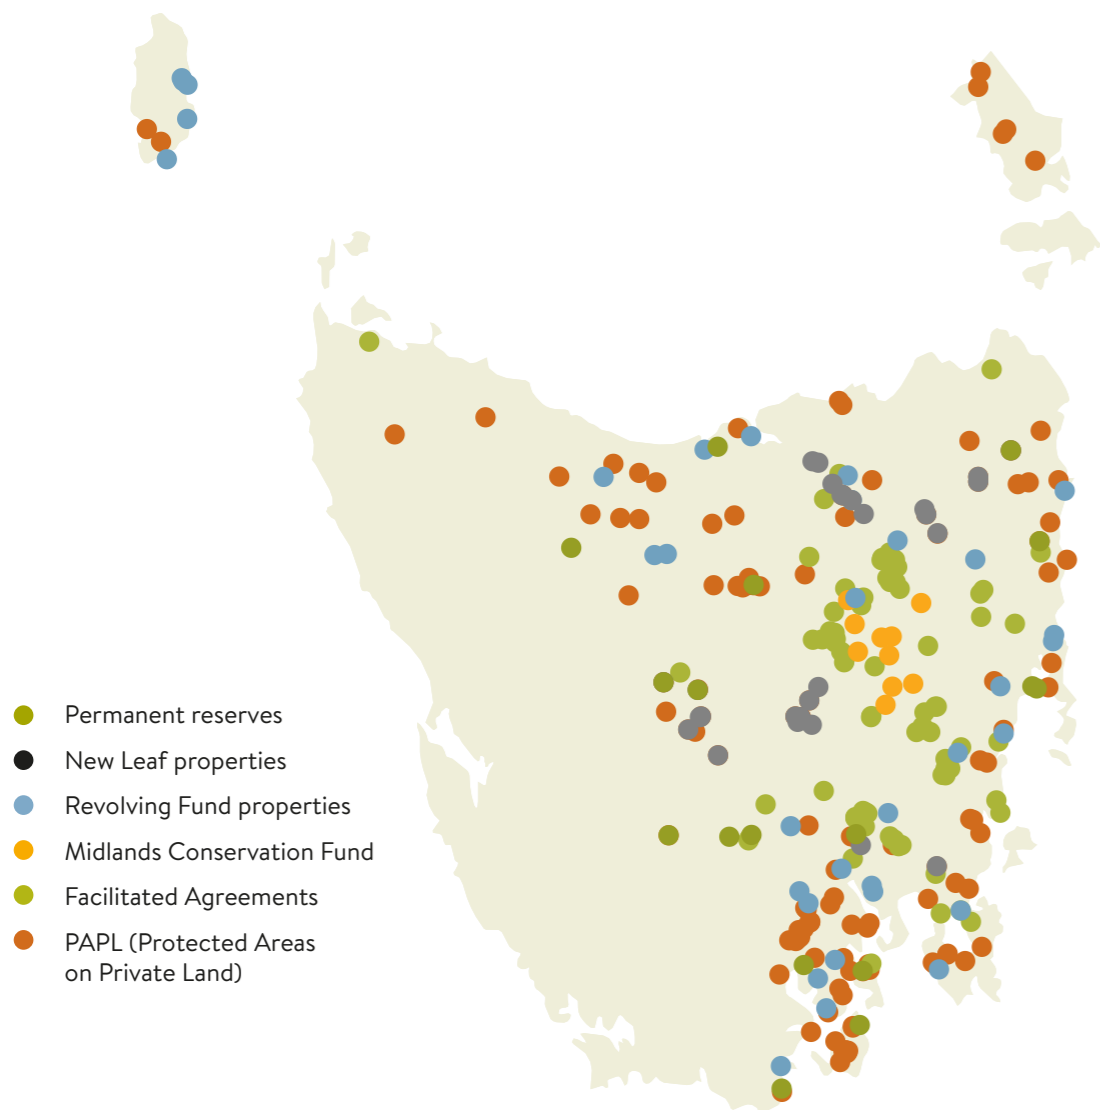 Permanent reserves
New Leaf properties
Revolving Fund properties
Midlands Conservation Fund
Facilitated Agreements
PAPL (Protected Areas
on Private Land)